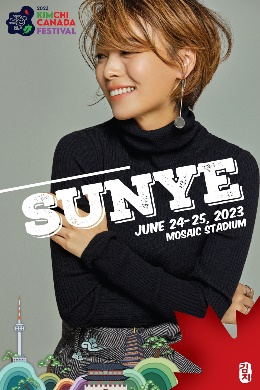 2023
KIMCHI
CANADA
FESTIVAL
SUNYE
JUNE 24-25, 2023
MOSAIC STADIUM
김치